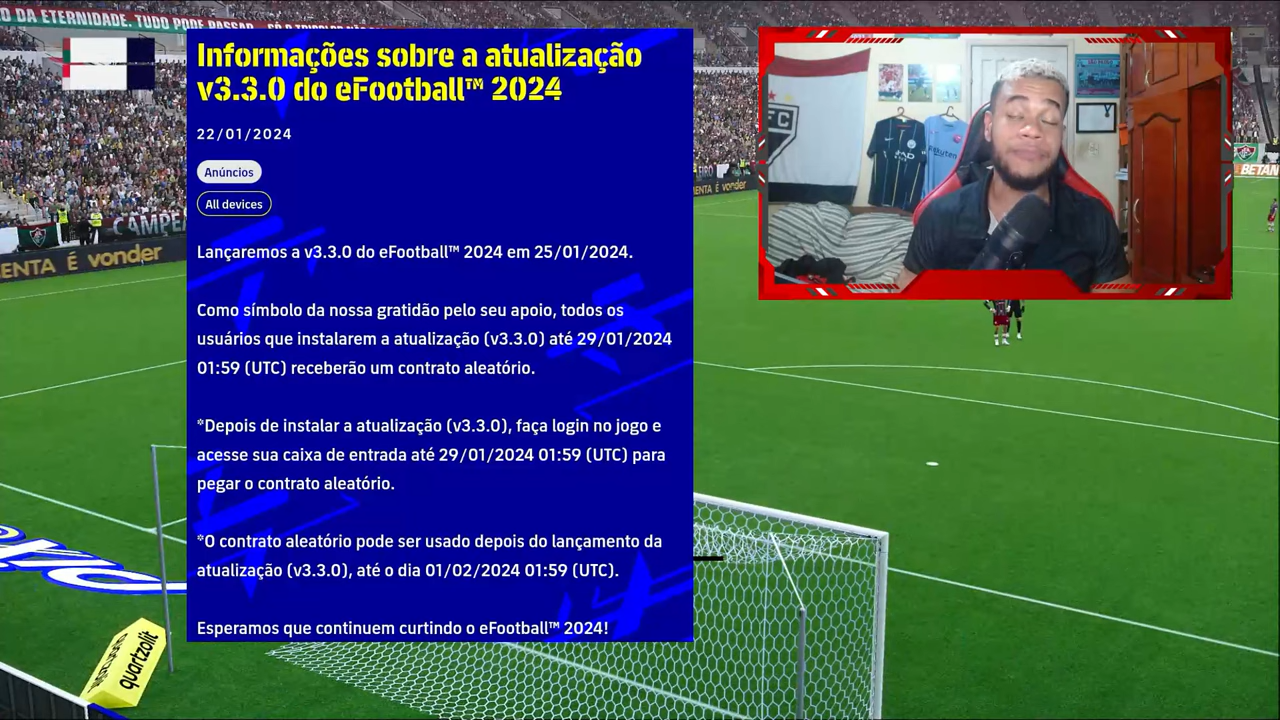 DA ETERNIDADE. TUDO PODE PASSAR
Informações sobre a atualização
v3.3.0 do eFootball™ 2024
22/01/2024
Anúncios
All devices
Lançaremos a v3.3.0 do eFootball™ 2024 em 25/01/2024.
Como símbolo da nossa gratidão pelo seu apoio, todos os
usuários que instalarem a atualização (v3.3.0) até 29/01/2024
01:59 (UTC) receberão um contrato aleatório.
*Depois de instalar a atualização (v3.3.0), faça login no jogo e
acesse sua caixa de entrada até 29/01/2024 01:59 (UTC) para
pegar o contrato aleatório.
*O contrato aleatório pode ser usado depois do lançamento da
atualização (v3.3.0), até o dia 01/02/2024 01:59 (UTC).
Esperamos que continuem curtindo o eFootball™ 2024!
FC
Rakuten
CAMPEÃ
ENTA É vonder
É vonder
BETAN
quartzolit